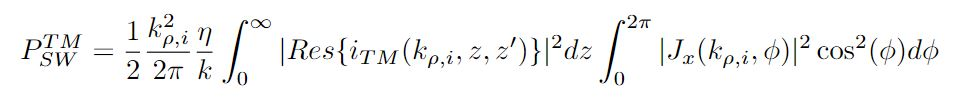 $P_{SW}^{TM} = \frac{1}{2} \frac{k_{\rho,i}^2}{2\pi} \frac{\eta}{k} \int_0^\infty |Res\{i_{TM}(k_{\rho,i}, z, z')\}|^2 dz \int_0^{2\pi} |J_x(k_{\rho,i}, \phi)|^2 \cos^2(\phi) d\phi$